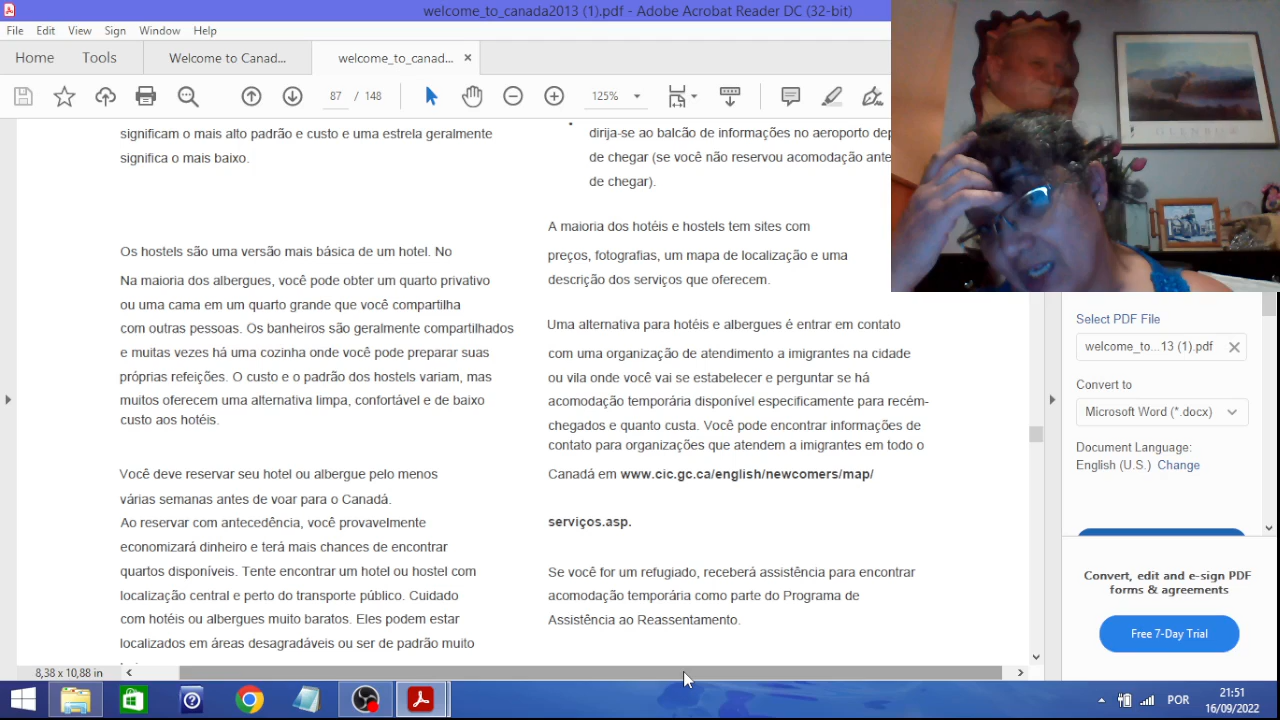 welcome_to_canada2013 (1).pdf - Adobe Acrobat Reader DC (32-bit)
File Edit View Sign Window Help
Home Tools Welcome to Canad... welcome_to_canad... ×
87 / 148 125%
significam o mais alto padrão e custo e uma estrela geralmente
significa o mais baixo.
Os hostels são uma versão mais básica de um hotel. No
Na maioria dos albergues, você pode obter um quarto privativo
ou uma cama em um quarto grande que você compartilha
com outras pessoas. Os banheiros são geralmente compartilhados
e muitas vezes há uma cozinha onde você pode preparar suas
próprias refeições. O custo e o padrão dos hostels variam, mas
muitos oferecem uma alternativa limpa, confortável e de baixo
custo aos hotéis.
Você deve reservar seu hotel ou albergue pelo menos
várias semanas antes de voar para o Canadá.
Ao reservar com antecedência, você provavelmente
economizará dinheiro e terá mais chances de encontrar
quartos disponíveis. Tente encontrar um hotel ou hostel com
localização central e perto do transporte público. Cuidado
com hotéis ou albergues muito baratos. Eles podem estar
localizados em áreas desagradáveis ou ser de padrão muito
• dirija-se ao balcão de informações no aeroporto dep
de chegar (se você não reservou acomodação ante
de chegar).
A maioria dos hotéis e hostels tem sites com
preços, fotografias, um mapa de localização e uma
descrição dos serviços que oferecem.
Uma alternativa para hotéis e albergues é entrar em contato
com uma organização de atendimento a imigrantes na cidade
ou vila onde você vai se estabelecer e perguntar se há
acomodação temporária disponível especificamente para recém-
chegados e quanto custa. Você pode encontrar informações de
contato para organizações que atendem a imigrantes em todo o
Canadá em www.cic.gc.ca/english/newcomers/map/
serviços.asp.
Se você for um refugiado, receberá assistência para encontrar
acomodação temporária como parte do Programa de
Assistência ao Reassentamento.
GLENBOW
Select PDF File
welcome_to...13 (1).pdf
Convert to
Microsoft Word (*.docx)
Document Language:
English (U.S.) Change
Convert, edit and e-sign PDF
forms & agreements
Free 7-Day Trial
8,38 x 10,88 in
POR
21:51
16/09/2022